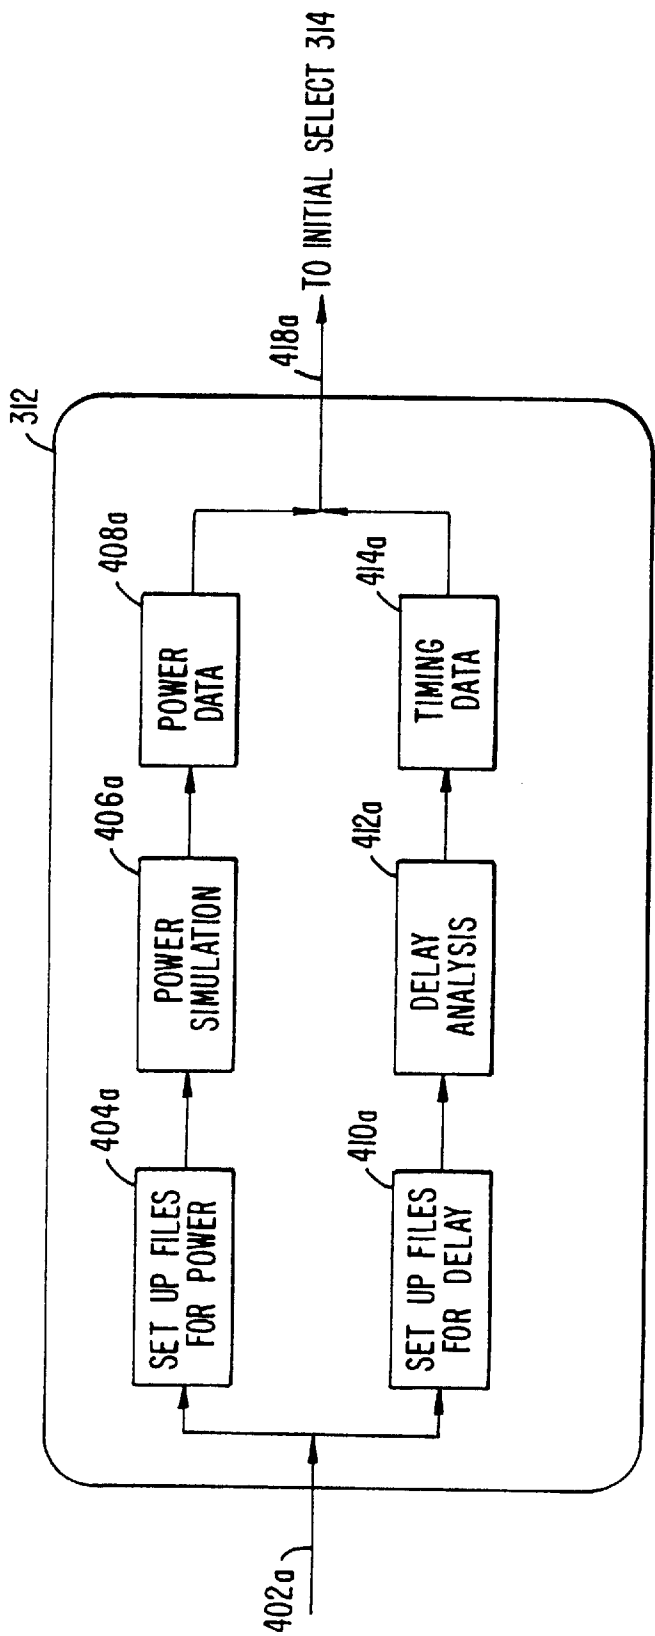 312
402a
404a
SET UP FILES
FOR POWER
406a
POWER
SIMULATION
408a
POWER
DATA
410a
SET UP FILES
FOR DELAY
412a
DELAY
ANALYSIS
414a
TIMING
DATA
418a
TO INITIAL SELECT 314